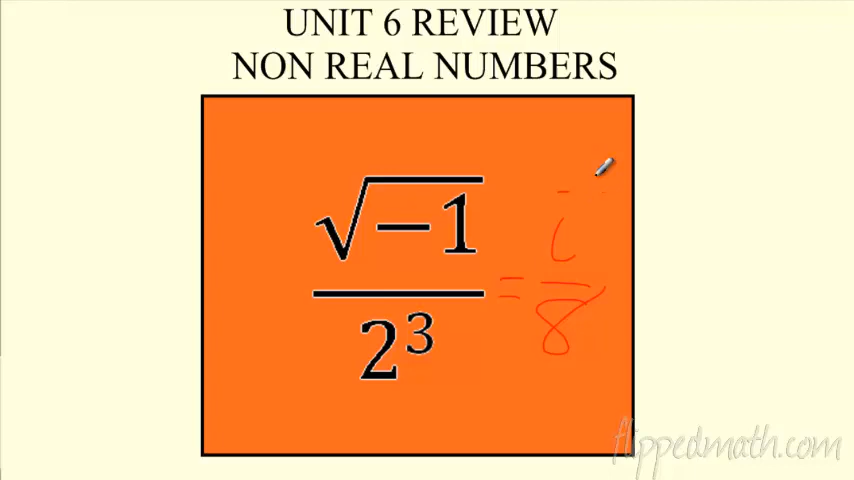 UNIT 6 REVIEW
NON REAL NUMBERS
√−1 / 2³ = i / 8
flippedmath.com